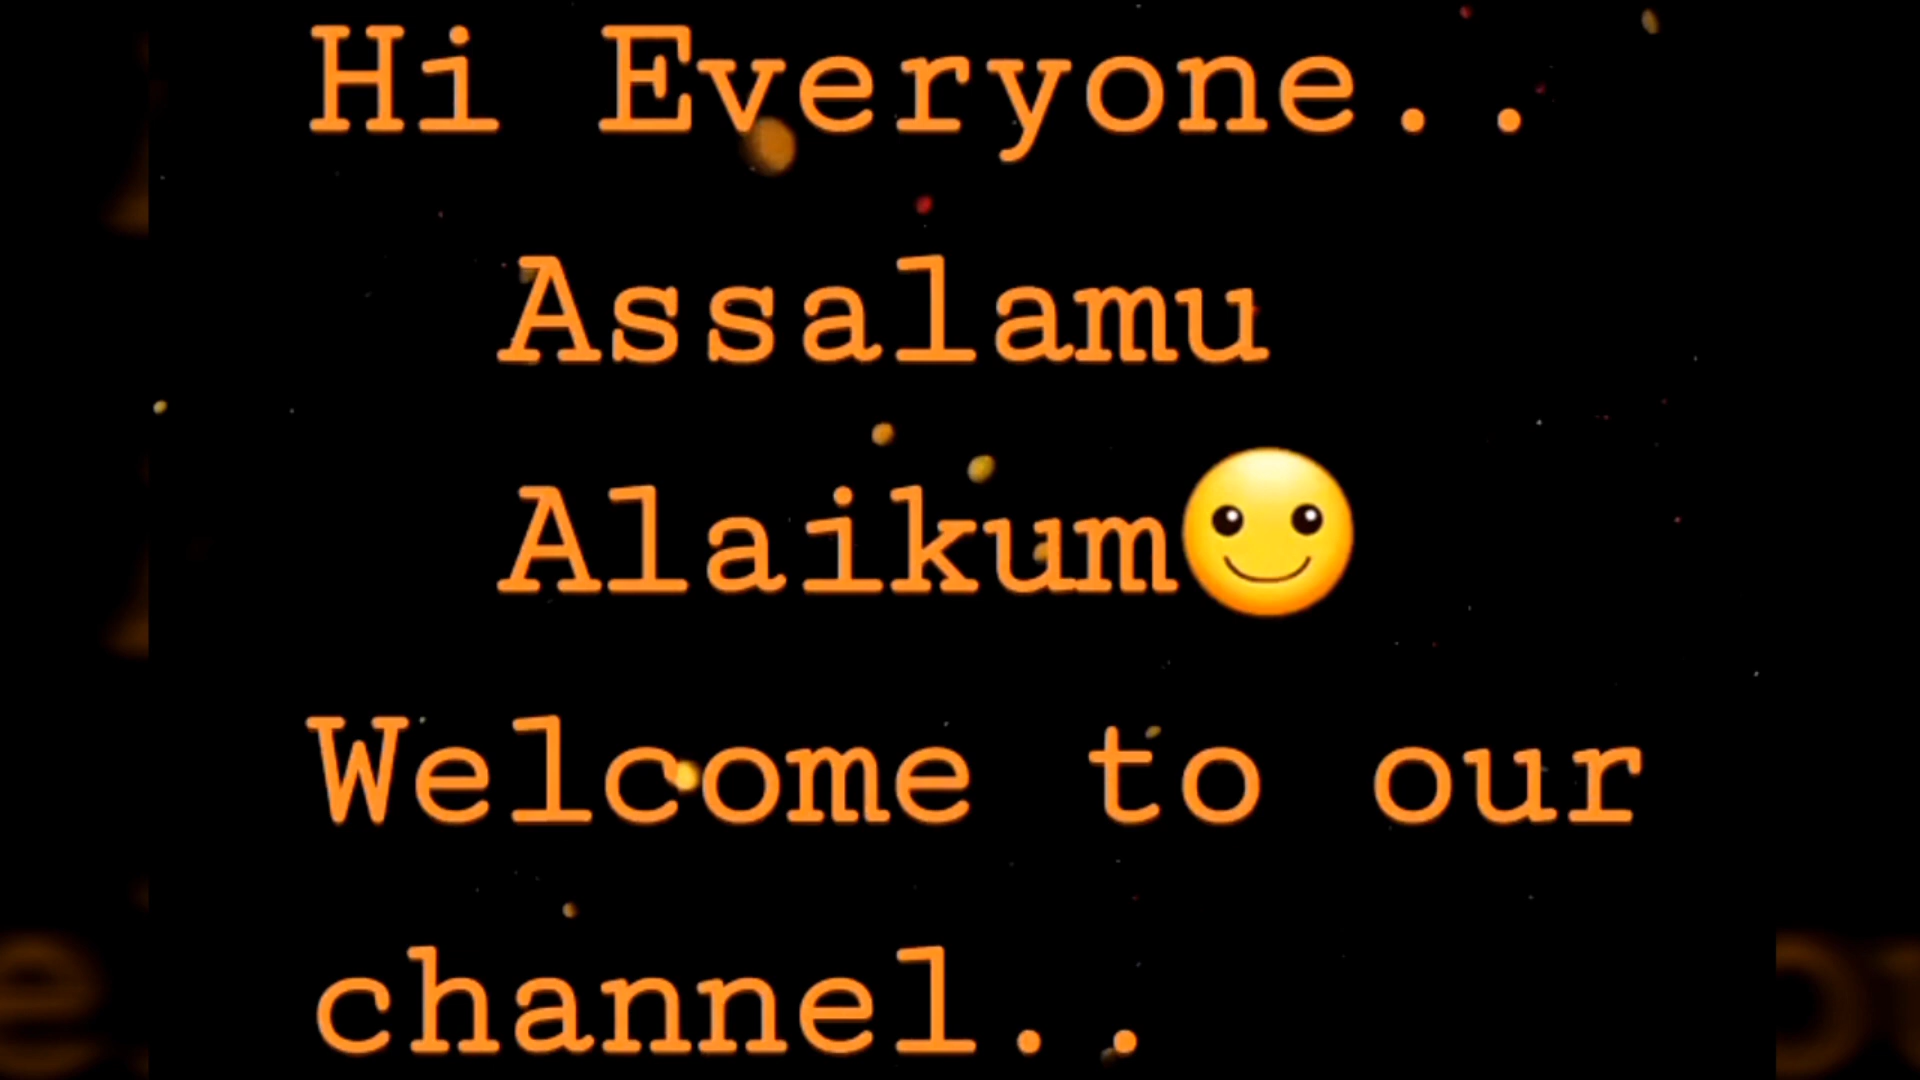 Hi Everyone..
Assalamu
Alaikum🙂
Welcome to our
channel..